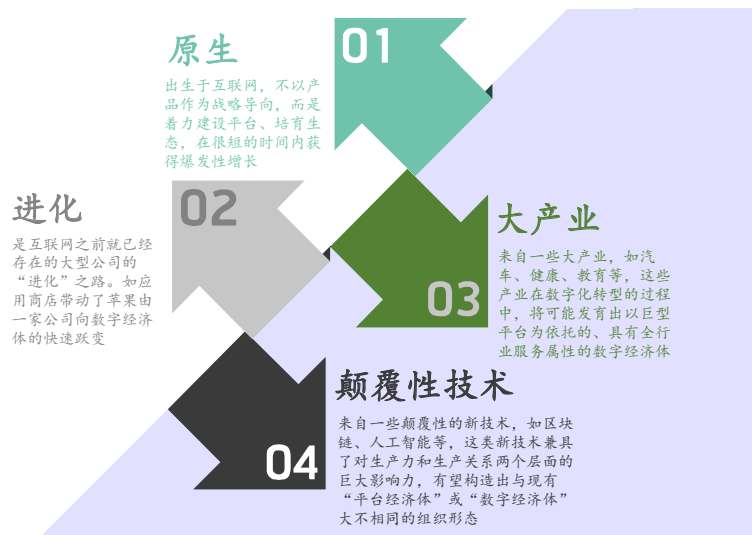 01
原生
出生于互联网，不以产
品作为战略导向，而是
着力建设平台、培育生
态，在很短的时间内获
得爆发性增长
02
进化
是互联网之前就已经
存在的大型公司的
“进化”之路。如应
用商店带动了苹果由
一家公司向数字经济
体的快速跃变
03
大产业
来自一些大产业，如汽
车、健康、教育等，这些
产业在数字化转型的过程
中，将可能发育出以巨型
平台为依托的、具有全行
业服务属性的数字经济体
04
颠覆性技术
来自一些颠覆性的新技术，如区块
链、人工智能等，这类新技术兼具
了对生产力和生产关系两个层面的
巨大影响力，有望构造出与现有
“平台经济体”或“数字经济体”
大不相同的组织形态